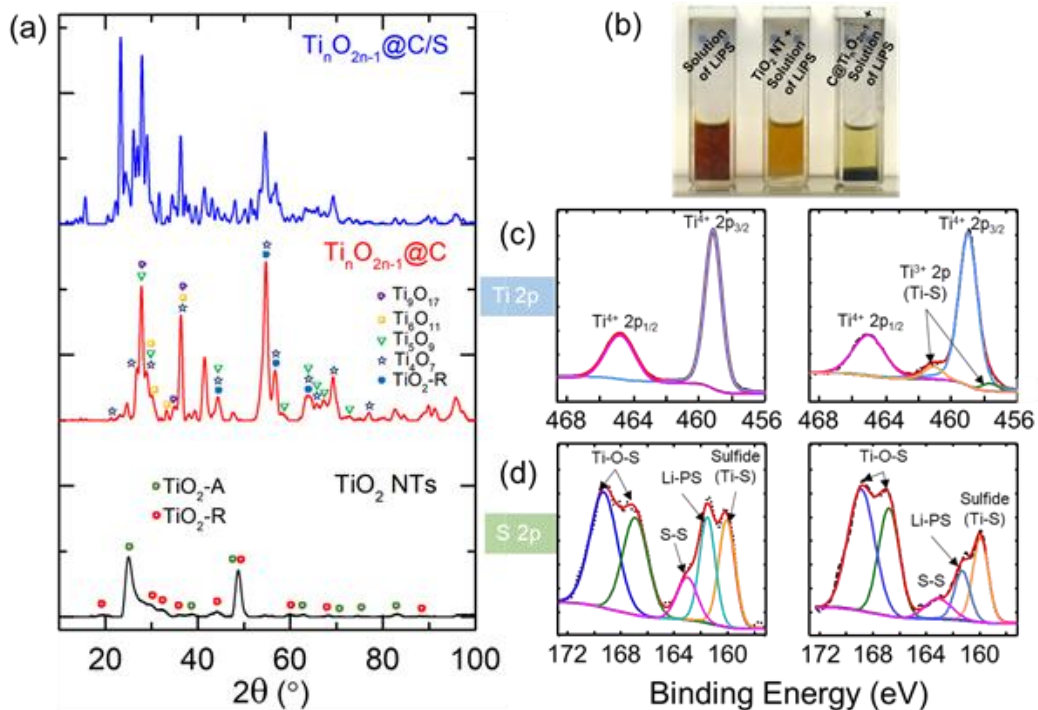 (a)
TiₙO₂ₙ₋₁@C/S
TiₙO₂ₙ₋₁@C
Ti₉O₁₇
Ti₆O₁₁
Ti₅O₉
Ti₄O₇
TiO₂-R
TiO₂ NTs
TiO₂-A
TiO₂-R
20 40 60 80 100
2θ (°)
(b)
Solution
of LiPS
TiO₂ NT +
Solution
of LiPS
C@TiₙO₂ₙ₋₁ +
Solution
of LiPS
(c)
Ti 2p
Ti⁴⁺ 2p₃/₂
Ti⁴⁺ 2p₁/₂
468 464 460 456
Ti⁴⁺ 2p₃/₂
Ti³⁺ 2p
(Ti-S)
Ti⁴⁺ 2p₁/₂
468 464 460 456
(d)
S 2p
Ti-O-S
Sulfide
(Ti-S)
Li-PS
S-S
172 168 164 160
Ti-O-S
Sulfide
(Ti-S)
Li-PS
S-S
172 168 164 160
Binding Energy (eV)